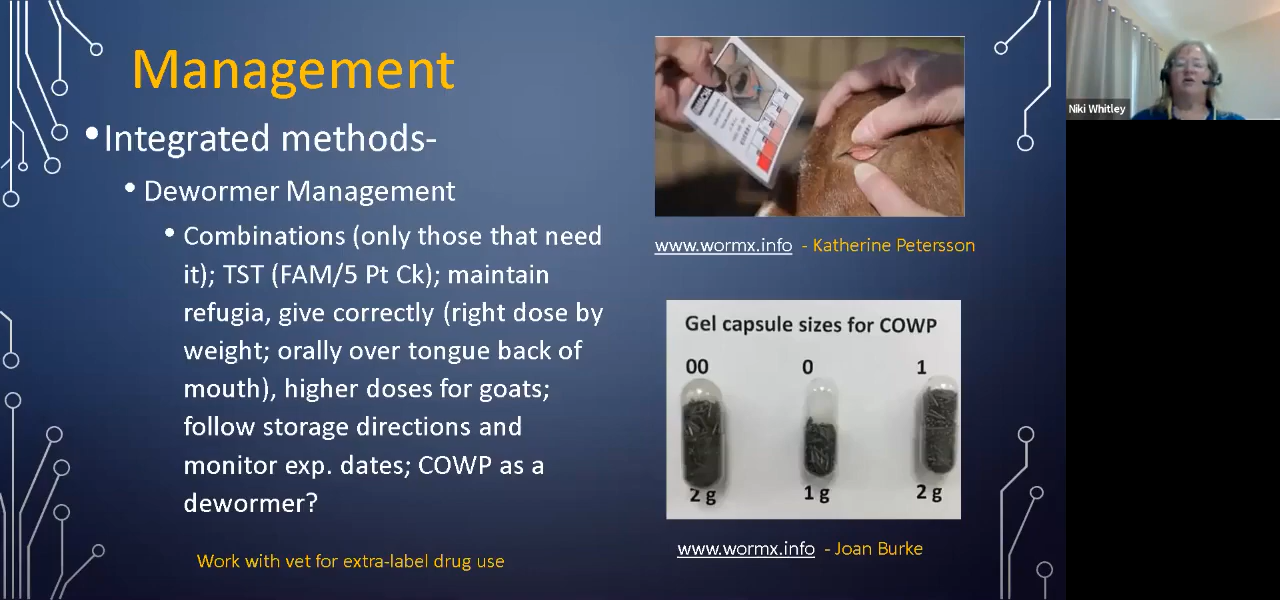 Management
•Integrated methods-
• Dewormer Management
• Combinations (only those that need
it); TST (FAM/5 Pt Ck); maintain
refugia, give correctly (right dose by
weight; orally over tongue back of
mouth), higher doses for goats;
follow storage directions and
monitor exp. dates; COWP as a
dewormer?
Work with vet for extra-label drug use
www.wormx.info - Katherine Petersson
Gel capsule sizes for COWP
00 0 1
2 g 1 g 2 g
www.wormx.info - Joan Burke
Niki Whitley